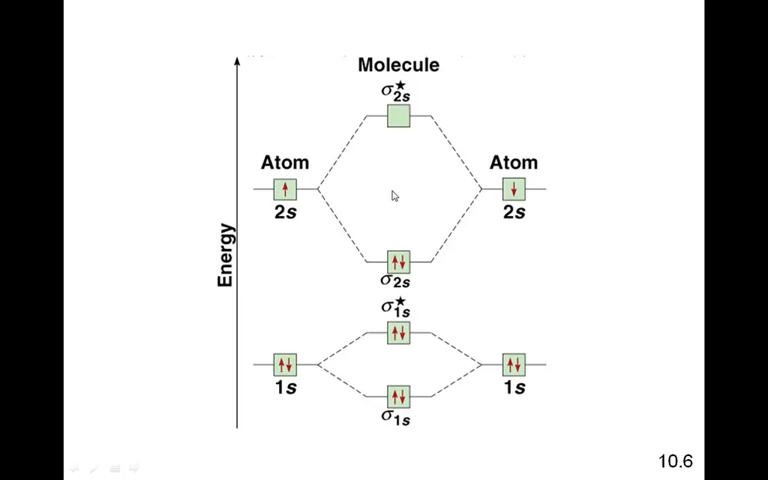 Molecule
σ★2s
Atom
Atom
2s
2s
σ2s
Energy
σ★1s
1s
1s
σ1s
10.6